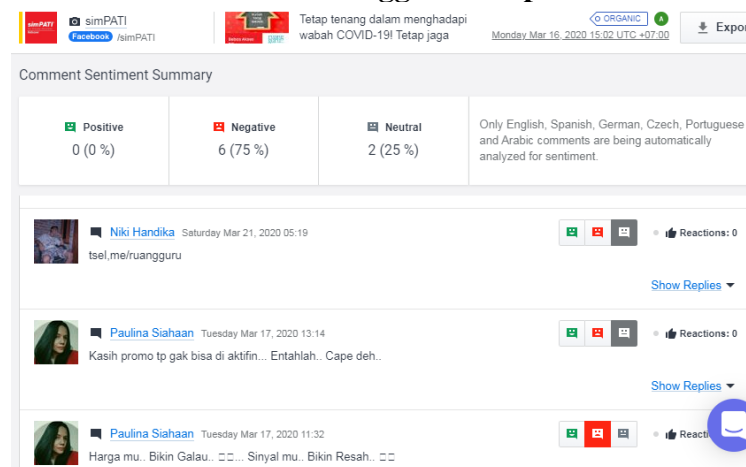 simPATI
simPATI
Facebook /simPATI
Tetap tenang dalam menghadapi
wabah COVID-19! Tetap jaga
ORGANIC A
Monday Mar 16, 2020 15:02 UTC +07:00
Expor
Comment Sentiment Summary
Positive
0 (0 %)
Negative
6 (75 %)
Neutral
2 (25 %)
Only English, Spanish, German, Czech, Portuguese
and Arabic comments are being automatically
analyzed for sentiment.
Niki Handika Saturday Mar 21, 2020 05:19
Reactions: 0
tsel,me/ruangguru
Show Replies
Paulina Siahaan Tuesday Mar 17, 2020 13:14
Reactions: 0
Kasih promo tp gak bisa di aktifin... Entahlah.. Cape deh..
Show Replies
Paulina Siahaan Tuesday Mar 17, 2020 11:32
Reacti
Harga mu.. Bikin Galau.. □□... Sinyal mu.. Bikin Resah.. □□